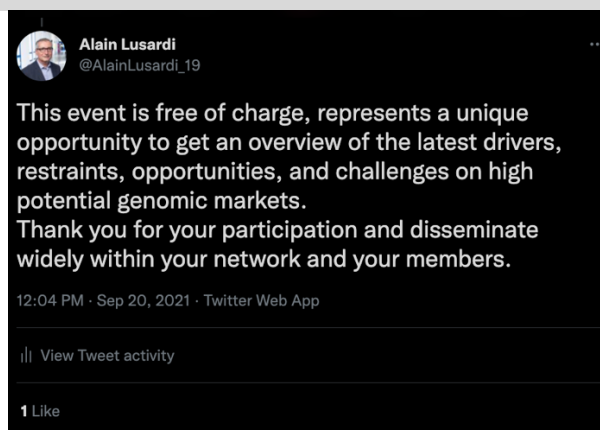 Alain Lusardi
@AlainLusardi_19
This event is free of charge, represents a unique
opportunity to get an overview of the latest drivers,
restraints, opportunities, and challenges on high
potential genomic markets.
Thank you for your participation and disseminate
widely within your network and your members.
12:04 PM · Sep 20, 2021 · Twitter Web App
View Tweet activity
1 Like